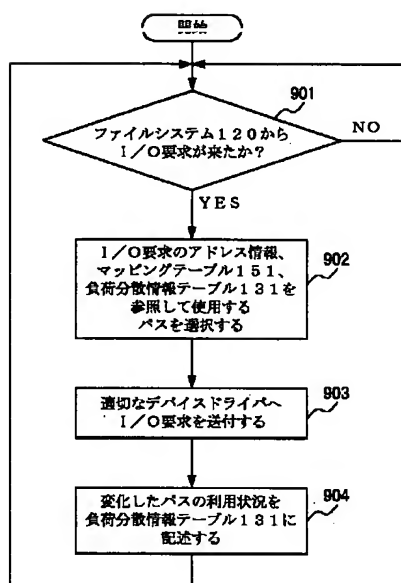 開始
901
ファイルシステム120から
I/O要求が来たか?
NO
YES
I/O要求のアドレス情報、
マッピングテーブル151、
負荷分散情報テーブル131を
参照して使用する
パスを選択する
902
適切なデバイスドライバへ
I/O要求を送付する
903
変化したパスの利用状況を
負荷分散情報テーブル131に
記述する
904